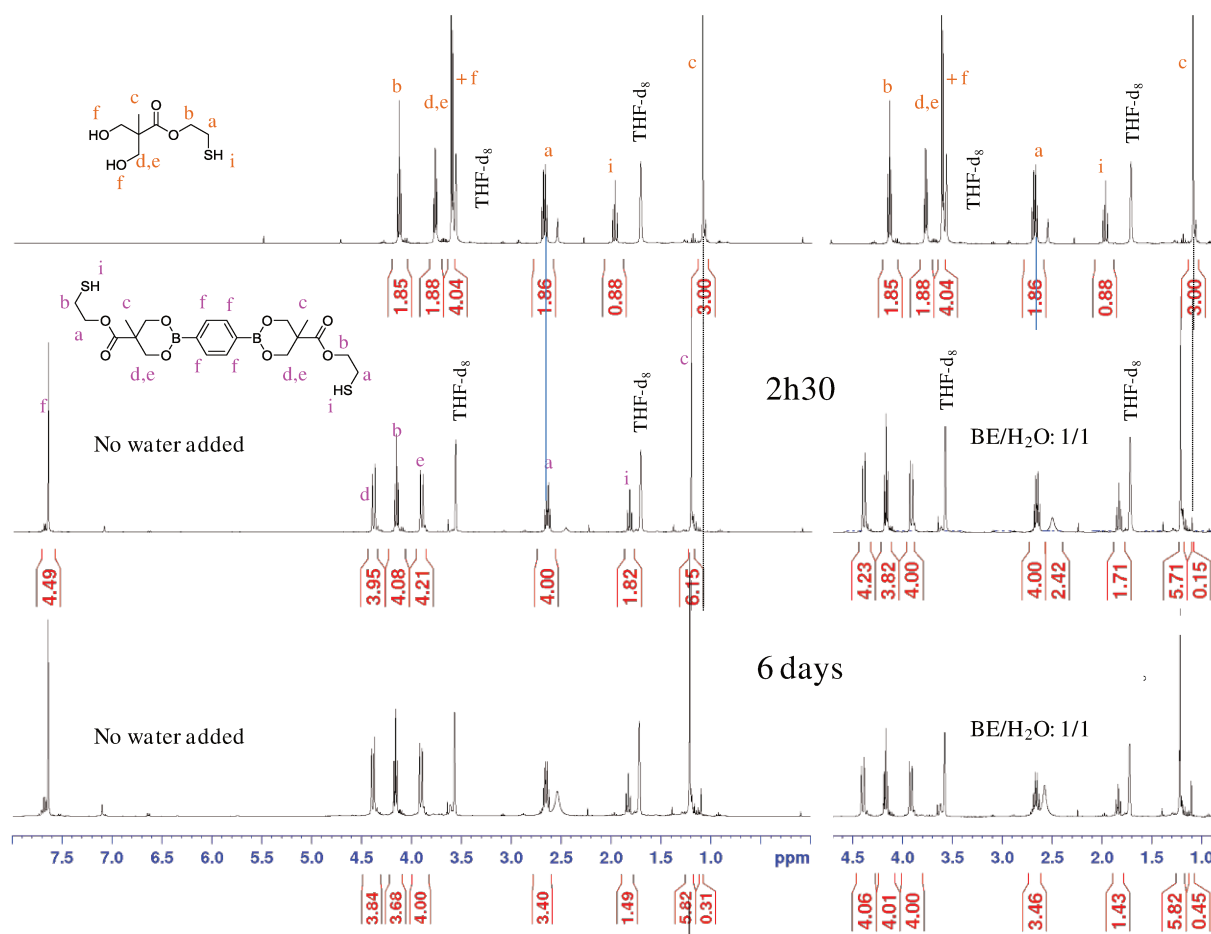 c
b
+ f
c
b
+ f
c
O
f
b
d,e
d,e
THF-d8
THF-d8
a
HO
O
a
i
a
i
HO
d,e
SH
i
f
THF-d8
THF-d8
1.85
1.88
4.04
1.86
0.88
3.00
1.85
1.88
4.04
1.86
0.88
3.00
i
SH
b
c
f
f
c
O
a
O
O
O
O
B
B
O
O
O
O
b
d,e
f
f
d,e
a
HS
i
f
No water added
d
b
e
THF-d8
a
i
THF-d8
c
2h30
THF-d8
BE/H2O: 1/1
THF-d8
4.49
3.95
4.08
4.21
4.00
1.82
6.15
4.23
3.82
4.00
4.00
2.42
1.71
5.71
0.15
6 days
No water added
BE/H2O: 1/1
7.5
7.0
6.5
6.0
5.5
5.0
4.5
4.0
3.5
3.0
2.5
2.0
1.5
1.0
ppm
4.5
4.0
3.5
3.0
2.5
2.0
1.5
1.0
3.84
3.68
4.00
3.40
1.49
5.82
0.31
4.06
4.01
4.00
3.46
1.43
5.82
0.45